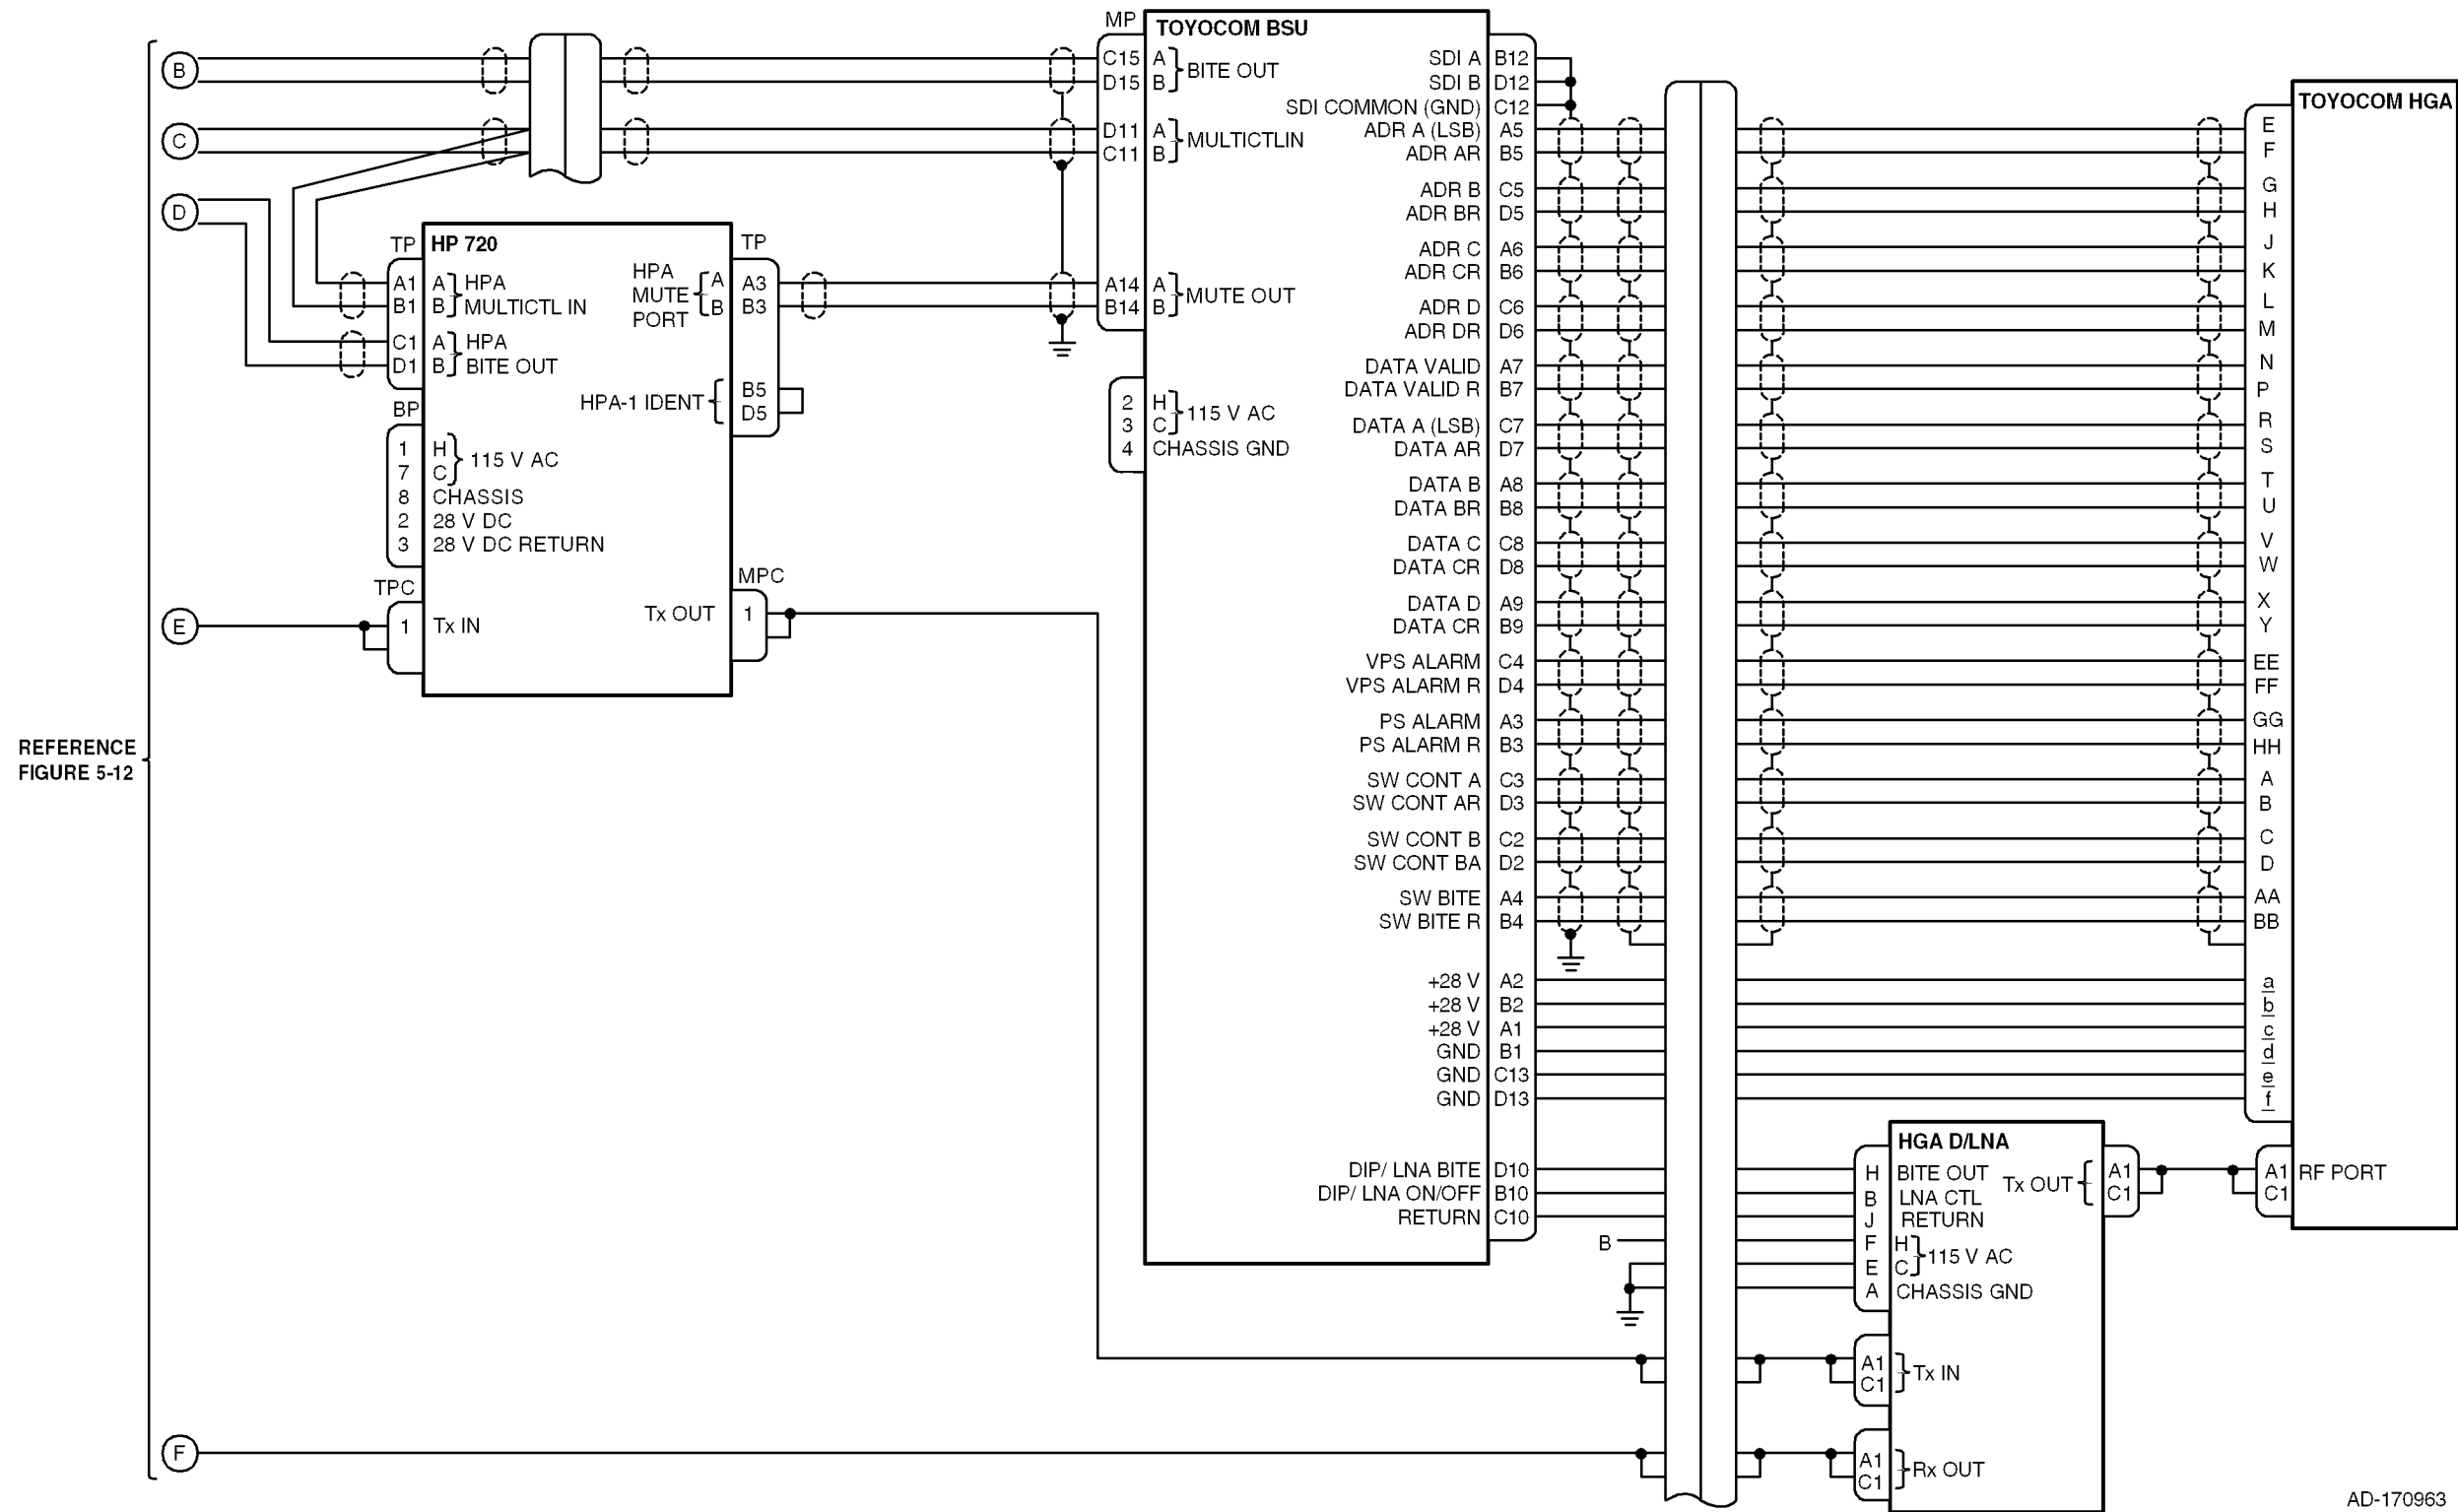 REFERENCE
FIGURE 5-12
B
C
D
E
F
HP 720
TP
A1 A HPA
B1 B MULTICTL IN
C1 A HPA
D1 B BITE OUT
BP
1 H 115 V AC
7 C
8 CHASSIS
2 28 V DC
3 28 V DC RETURN
TPC
1 Tx IN
TP
HPA
MUTE
PORT
A A3
B B3
HPA-1 IDENT
B5
D5
MPC
Tx OUT 1
MP
TOYOCOM BSU
C15 A BITE OUT
D15 B
D11 A MULTICTLIN
C11 B
A14 A MUTE OUT
B14 B
2 H 115 V AC
3 C
4 CHASSIS GND
SDI A B12
SDI B D12
SDI COMMON (GND) C12
ADR A (LSB) A5
ADR AR B5
ADR B C5
ADR BR D5
ADR C A6
ADR CR B6
ADR D C6
ADR DR D6
DATA VALID A7
DATA VALID R B7
DATA A (LSB) C7
DATA AR D7
DATA B A8
DATA BR B8
DATA C C8
DATA CR D8
DATA D A9
DATA CR B9
VPS ALARM C4
VPS ALARM R D4
PS ALARM A3
PS ALARM R B3
SW CONT A C3
SW CONT AR D3
SW CONT B C2
SW CONT BA D2
SW BITE A4
SW BITE R B4
+28 V A2
+28 V B2
+28 V A1
GND B1
GND C13
GND D13
DIP/ LNA BITE D10
DIP/ LNA ON/OFF B10
RETURN C10
B
TOYOCOM HGA
E
F
G
H
J
K
L
M
N
P
R
S
T
U
V
W
X
Y
EE
FF
GG
HH
A
B
C
D
AA
BB
a
b
c
d
e
f
A1 RF PORT
C1
HGA D/LNA
H BITE OUT
B LNA CTL
J RETURN
F H 115 V AC
E C
A CHASSIS GND
Tx OUT A1
C1
A1 Tx IN
C1
A1 Rx OUT
C1
AD-170963